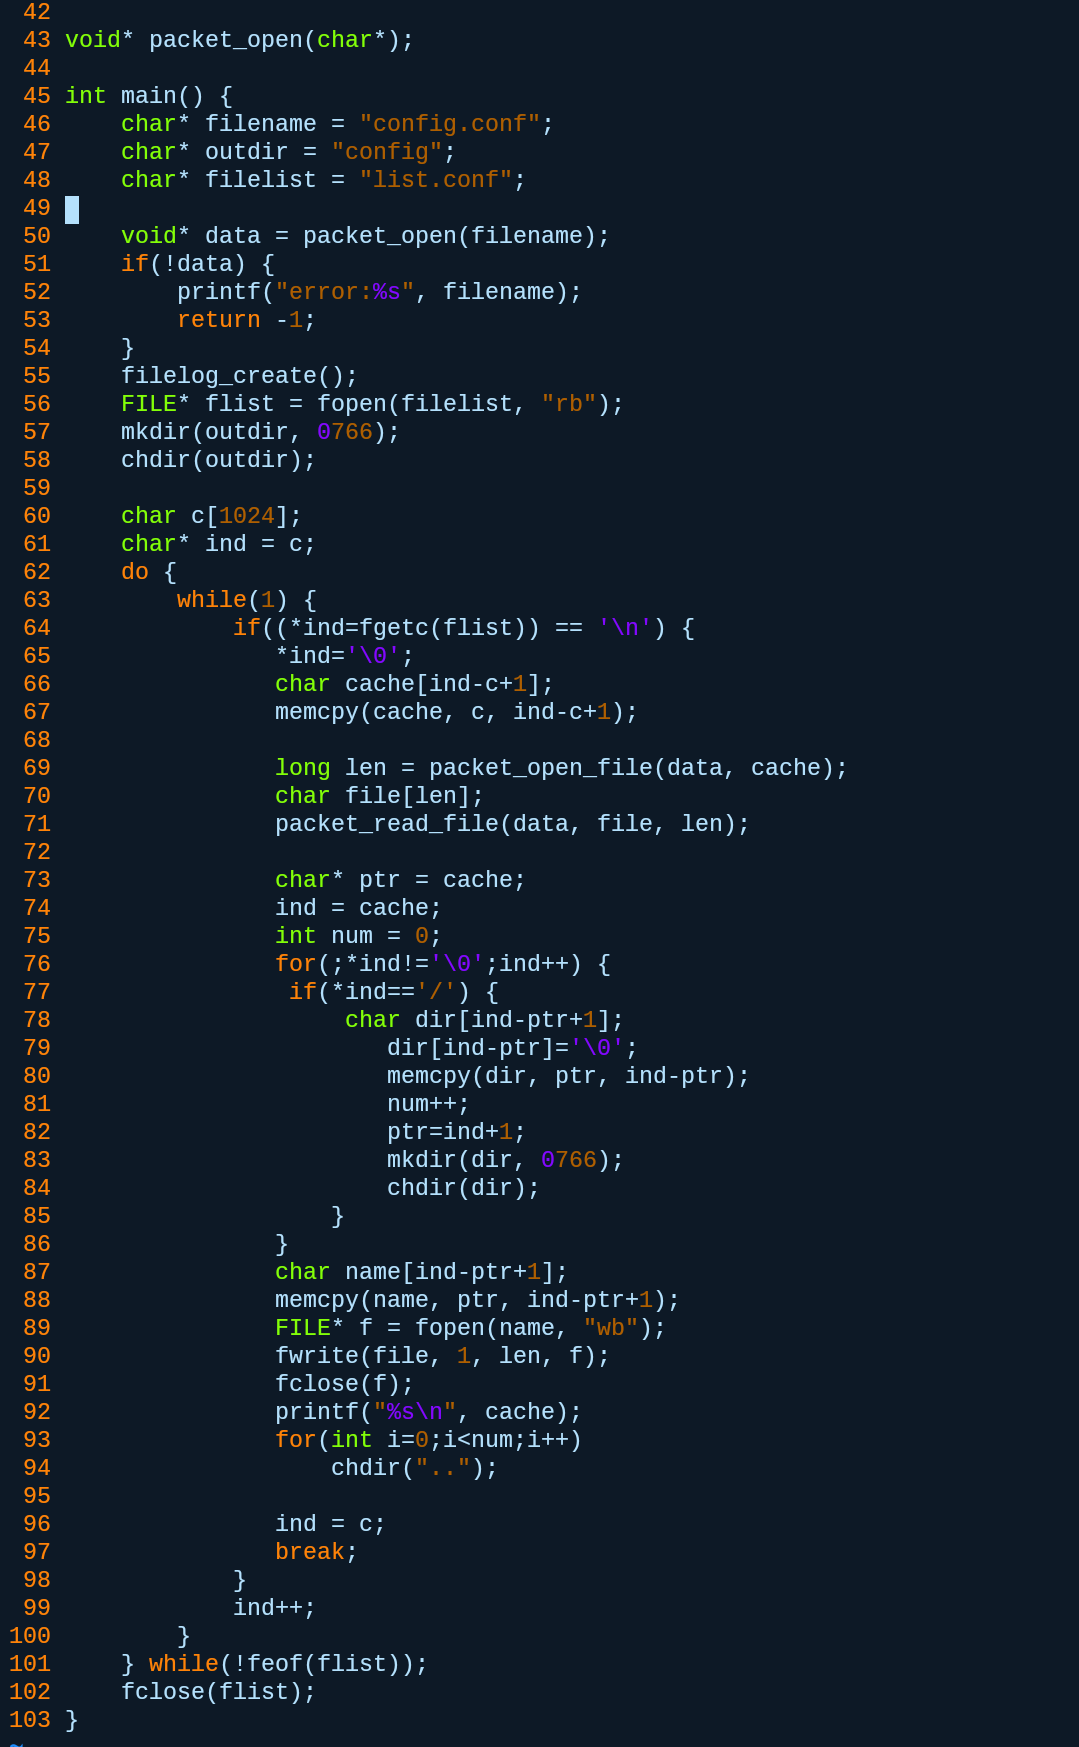 42
43 void* packet_open(char*);
44
45 int main() {
46     char* filename = "config.conf";
47     char* outdir = "config";
48     char* filelist = "list.conf";
49
50     void* data = packet_open(filename);
51     if(!data) {
52         printf("error:%s", filename);
53         return -1;
54     }
55     filelog_create();
56     FILE* flist = fopen(filelist, "rb");
57     mkdir(outdir, 0766);
58     chdir(outdir);
59
60     char c[1024];
61     char* ind = c;
62     do {
63         while(1) {
64             if((*ind=fgetc(flist)) == '\n') {
65                *ind='\0';
66                char cache[ind-c+1];
67                memcpy(cache, c, ind-c+1);
68
69                long len = packet_open_file(data, cache);
70                char file[len];
71                packet_read_file(data, file, len);
72
73                char* ptr = cache;
74                ind = cache;
75                int num = 0;
76                for(;*ind!='\0';ind++) {
77                 if(*ind=='/') {
78                     char dir[ind-ptr+1];
79                        dir[ind-ptr]='\0';
80                        memcpy(dir, ptr, ind-ptr);
81                        num++;
82                        ptr=ind+1;
83                        mkdir(dir, 0766);
84                        chdir(dir);
85                    }
86                }
87                char name[ind-ptr+1];
88                memcpy(name, ptr, ind-ptr+1);
89                FILE* f = fopen(name, "wb");
90                fwrite(file, 1, len, f);
91                fclose(f);
92                printf("%s\n", cache);
93                for(int i=0;i<num;i++)
94                    chdir("..");
95
96                ind = c;
97                break;
98             }
99             ind++;
100         }
101     } while(!feof(flist));
102     fclose(flist);
103 }
~